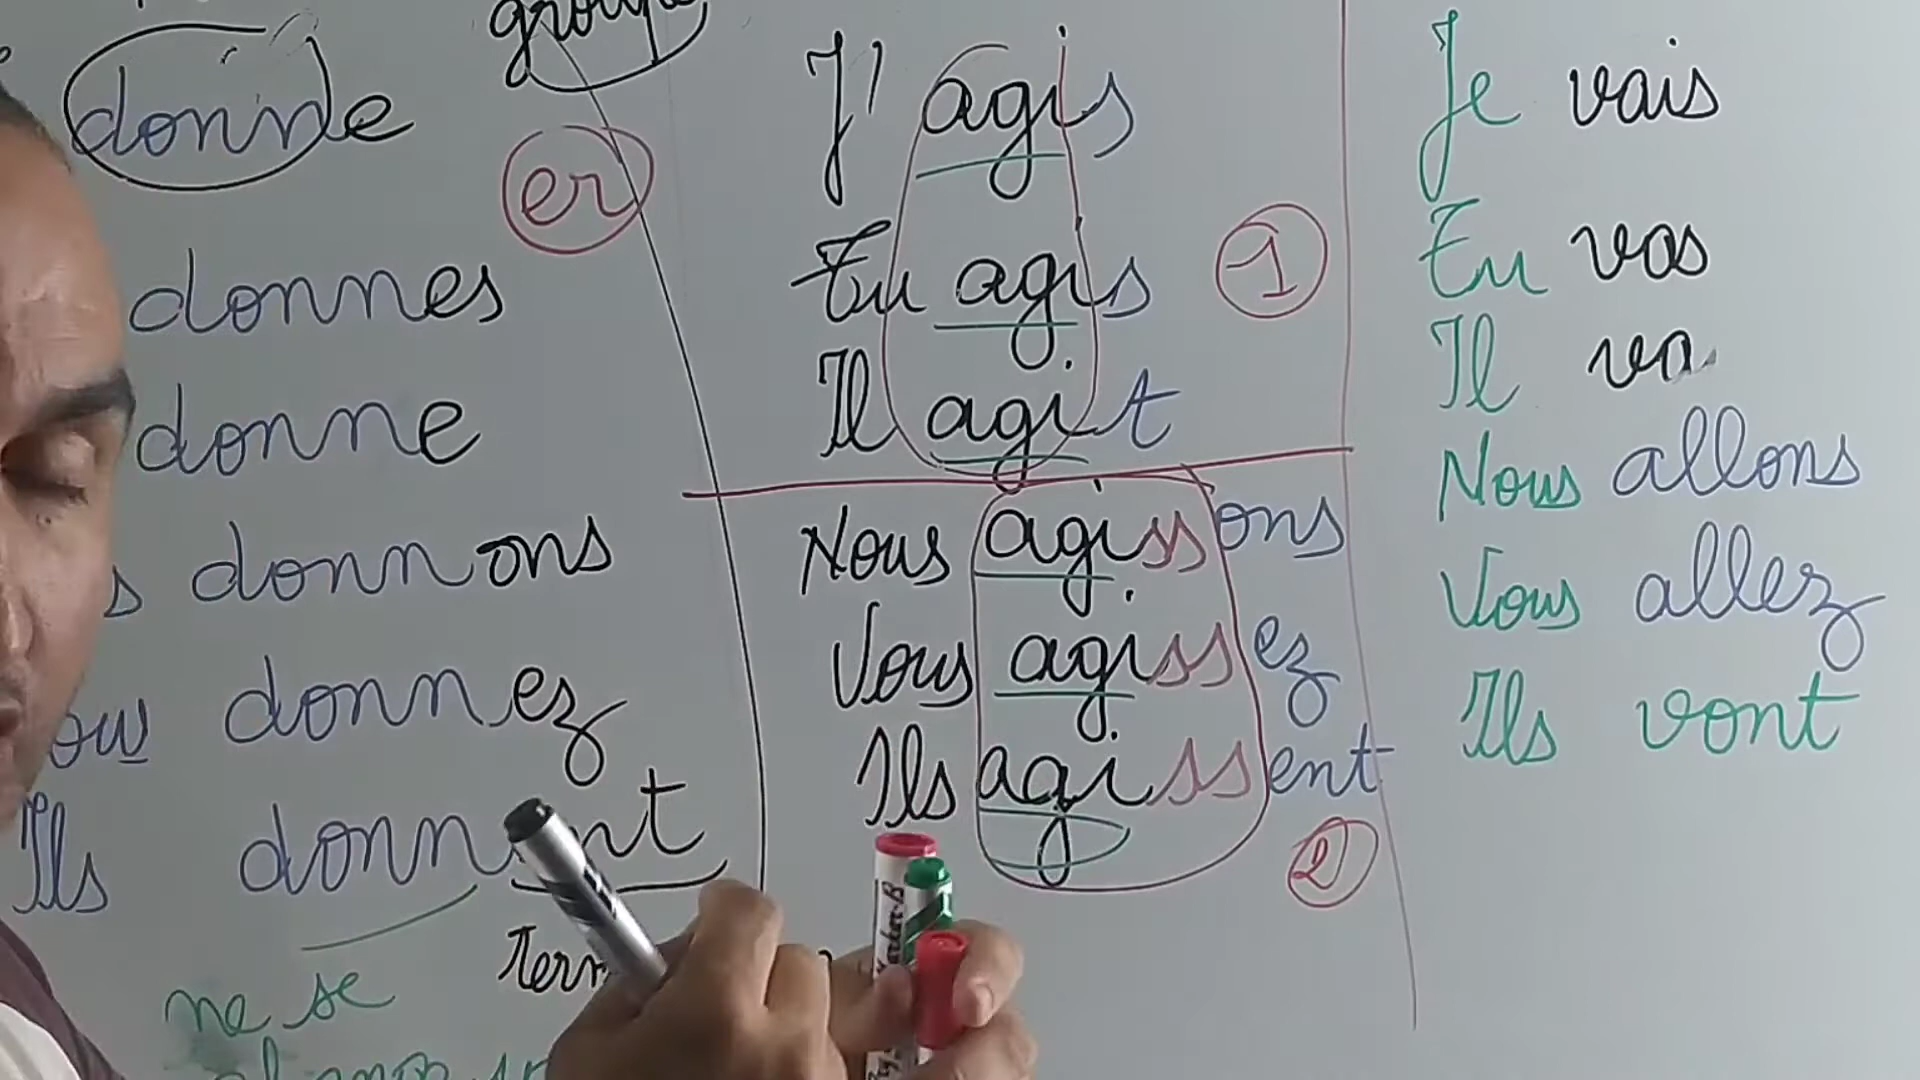 groupe
donne
er
donnes
donne
s donnons
ous donnez
Ils donnent
ne se
J' agis
Tu agis
Il agit
1
Nous agissons
Vous agissez
Ils agissent
2
Je vais
Tu vas
Il va
Nous allons
Vous allez
Ils vont